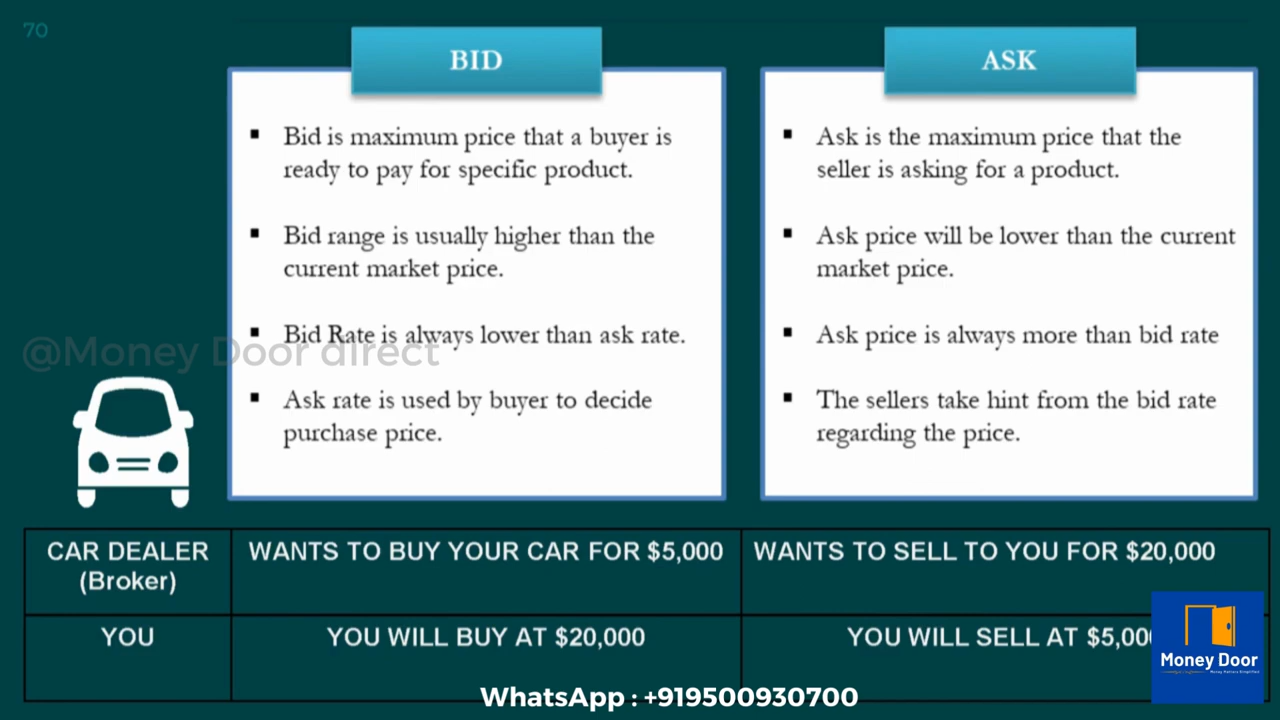 70
BID
▪ Bid is maximum price that a buyer is
ready to pay for specific product.
▪ Bid range is usually higher than the
current market price.
▪ Bid Rate is always lower than ask rate.
▪ Ask rate is used by buyer to decide
purchase price.
ASK
▪ Ask is the maximum price that the
seller is asking for a product.
▪ Ask price will be lower than the current
market price.
▪ Ask price is always more than bid rate
▪ The sellers take hint from the bid rate
regarding the price.
@Money Door direct
CAR DEALER
(Broker)
WANTS TO BUY YOUR CAR FOR $5,000
WANTS TO SELL TO YOU FOR $20,000
YOU
YOU WILL BUY AT $20,000
YOU WILL SELL AT
Money Door
WhatsApp : +919500930700